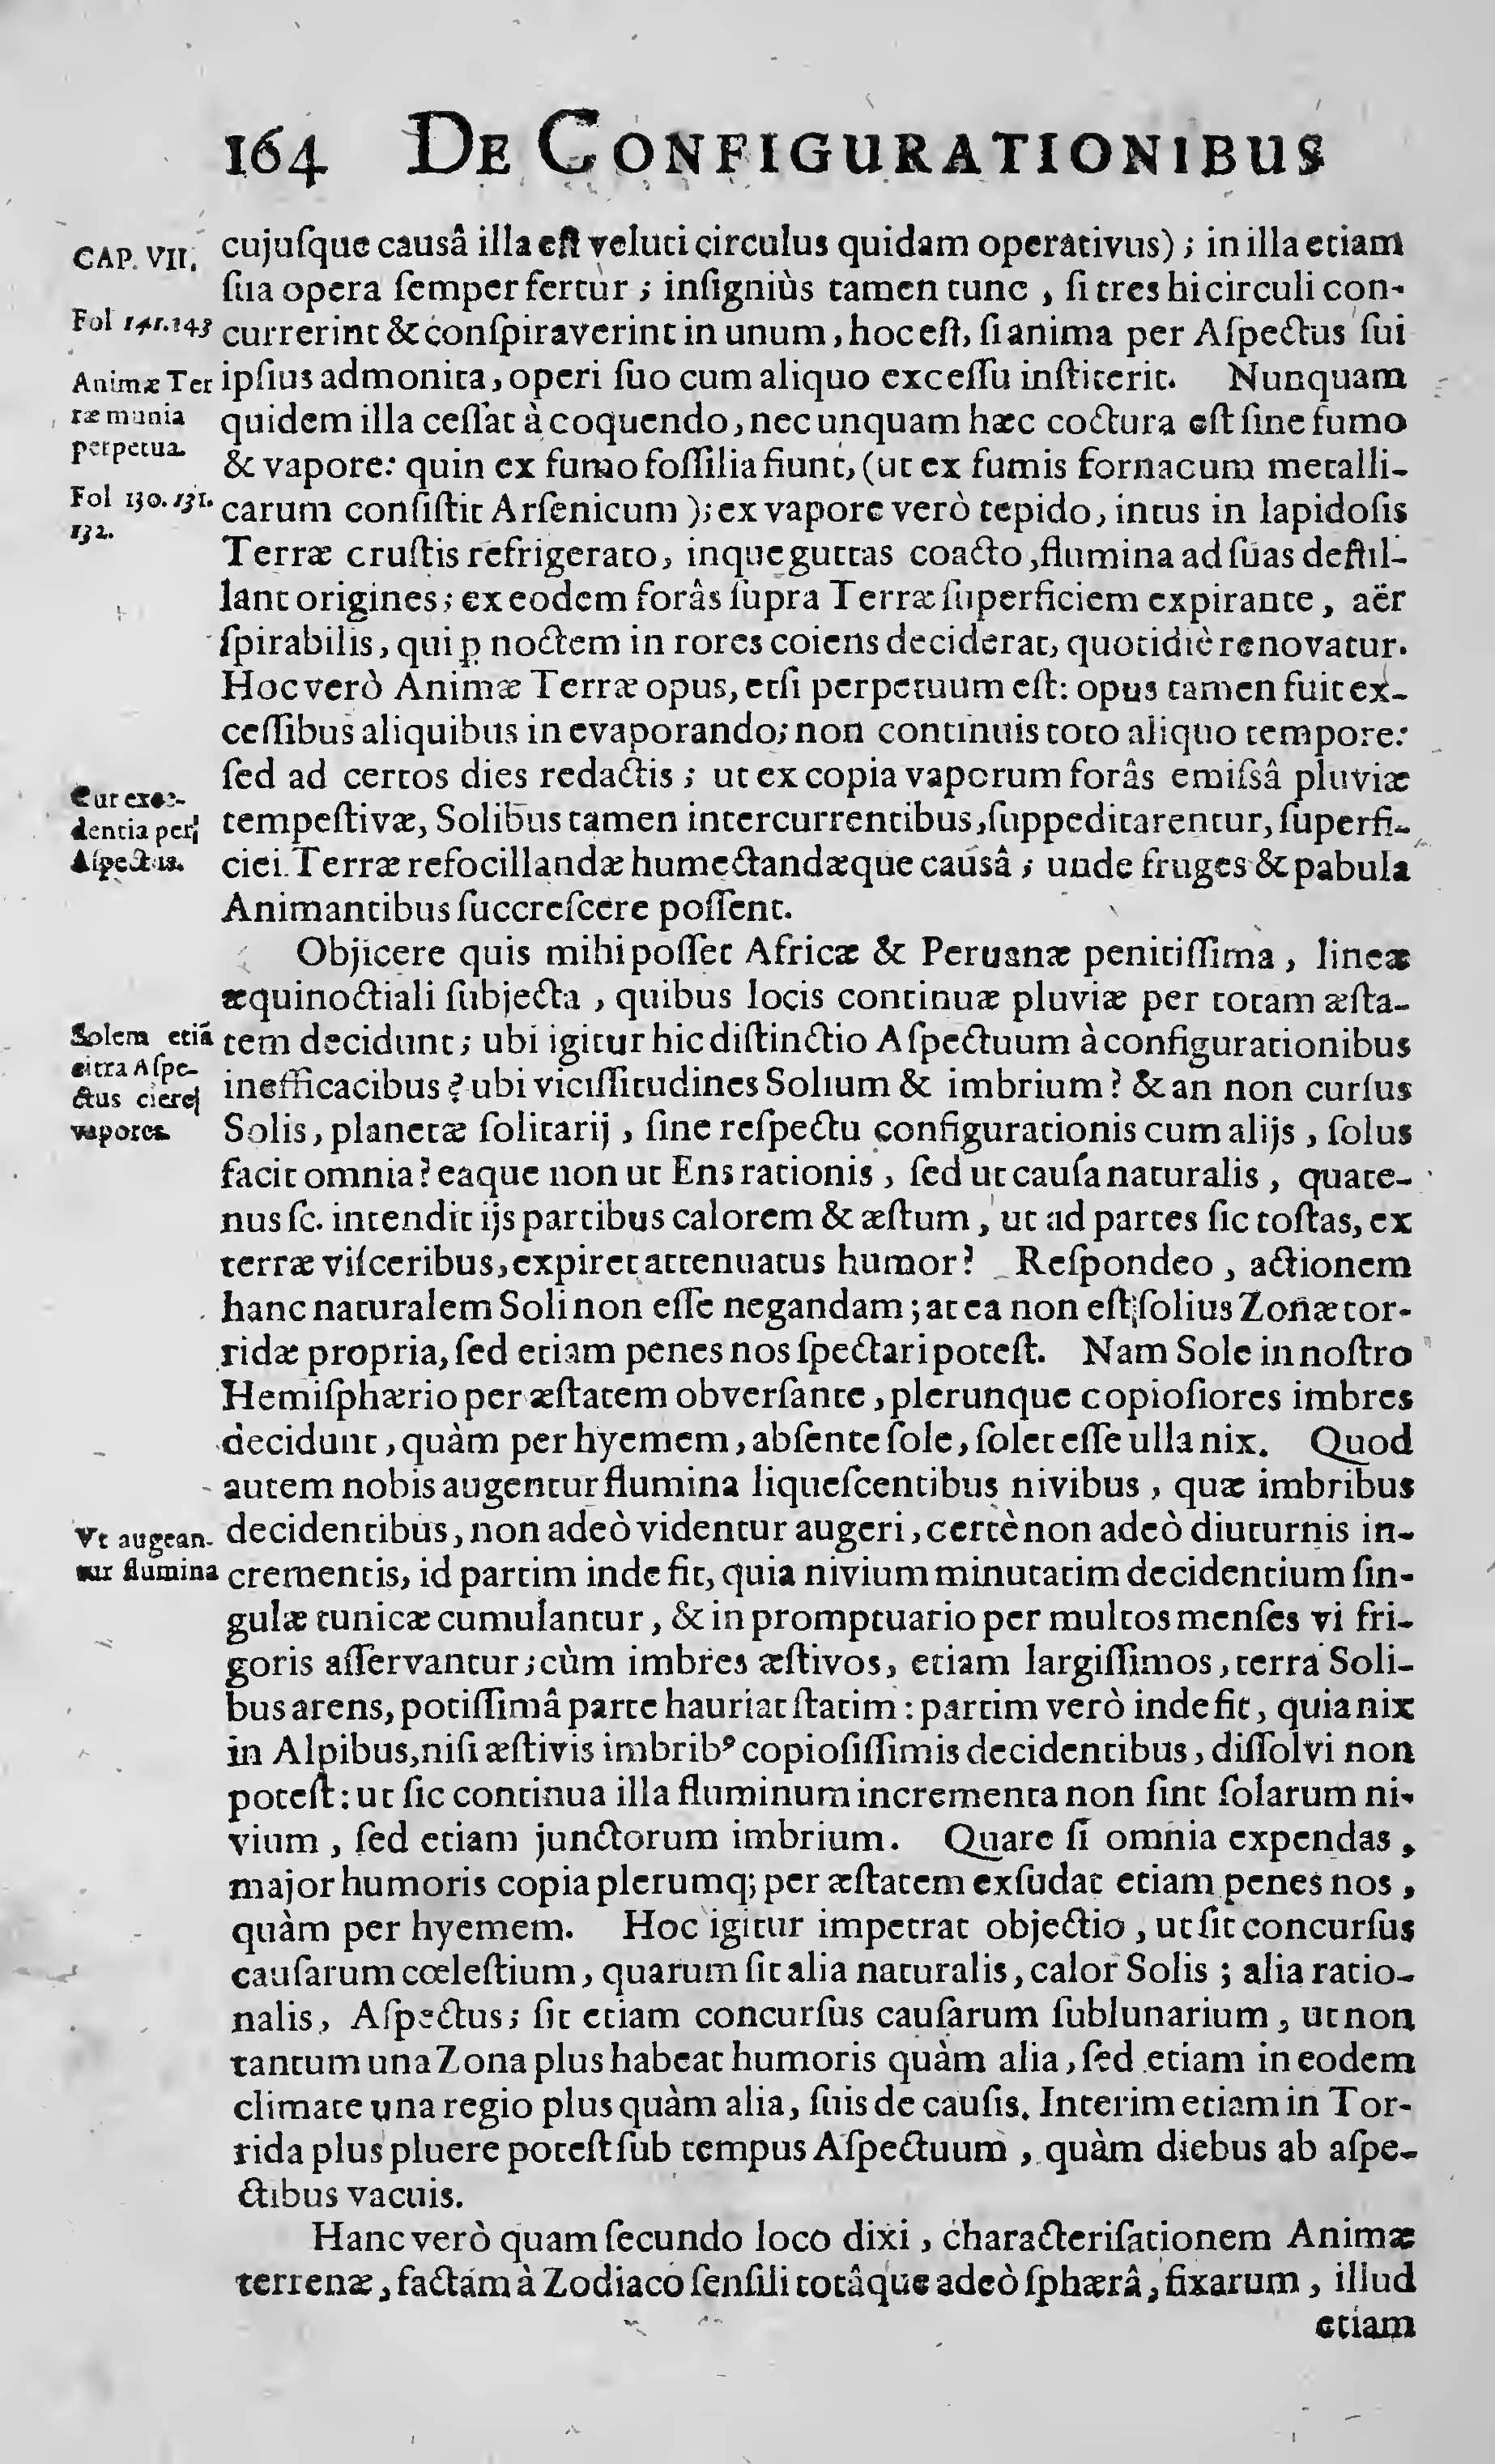 164 DE CONFIGURATIONIBUS
CAP. VII.
Fol 141.143
Animæ Ter
ræ munia
perpetua.
Fol 130.131.
132.
Cur exce-
dentia per
Aſpectus.
Solem etiā
citra Aſpe-
ctus ciere
vapores.
Vt augean-
tur flumina
cujuſque causâ illa eſt veluti circulus quidam operativus); in illa etiam
ſua opera ſemper fertur; inſigniùs tamen tunc, ſi tres hi circuli con-
currerint & conſpiraverint in unum, hoc eſt, ſi anima per Aſpectus ſui
ipſius admonita, operi ſuo cum aliquo exceſſu inſtiterit. Nunquam
quidem illa ceſſat à coquendo, nec unquam hæc coctura eſt ſine fumo
& vapore: quin ex fumo foſſilia fiunt, (ut ex fumis fornacum metalli-
carum conſiſtit Arſenicum); ex vapore verò tepido, intus in lapidoſis
Terræ cruſtis refrigerato, inque guttas coacto, flumina ad ſuas deſtil-
lant origines; ex eodem forâs ſupra Terræ ſuperficiem expirante, aër
ſpirabilis, qui ꝑ noctem in rores coiens deciderat, quotidiè renovatur.
Hoc verò Animæ Terræ opus, etſi perpetuum eſt: opus tamen fuit ex-
ceſſibus aliquibus in evaporando; non continuis toto aliquo tempore:
ſed ad certos dies redactis; ut ex copia vaporum forâs emiſsâ pluviæ
tempeſtivæ, Solibus tamen intercurrentibus, ſuppeditarentur, ſuperfi-
ciei Terræ refocillandæ humectandæque causâ; unde fruges & pabula
Animantibus ſuccreſcere poſſent.
Objicere quis mihi poſſet Africæ & Peruanæ penitiſſima, lineæ
æquinoctiali ſubjecta, quibus locis continuæ pluviæ per totam æſta-
tem decidunt; ubi igitur hic diſtinctio Aſpectuum à configurationibus
inefficacibus? ubi viciſſitudines Solium & imbrium? & an non curſus
Solis, planetæ ſolitarij, ſine reſpectu configurationis cum alijs, ſolus
facit omnia? eaque non ut Ens rationis, ſed ut cauſa naturalis, quate-
nus ſc. intendit ijs partibus calorem & æſtum, ut ad partes ſic toſtas, ex
terræ viſceribus, expiret attenuatus humor? Reſpondeo, actionem
hanc naturalem Soli non eſſe negandam; at ea non eſt ſolius Zonæ tor-
ridæ propria, ſed etiam penes nos ſpectari poteſt. Nam Sole in noſtro
Hemiſphærio per æſtatem obverſante, plerunque copioſiores imbres
decidunt, quàm per hyemem, abſente ſole, ſolet eſſe ulla nix. Quod
autem nobis augentur flumina liqueſcentibus nivibus, quæ imbribus
decidentibus, non adeò videntur augeri, certè non adeò diuturnis in-
crementis, id partim inde fit, quia nivium minutatim decidentium ſin-
gulæ tunicæ cumulantur, & in promptuario per multos menſes vi fri-
goris aſſervantur; cùm imbres æſtivos, etiam largiſſimos, terra Soli-
bus arens, potiſſimâ parte hauriat ſtatim: partim verò inde fit, quia nix
in Alpibus, niſi æſtivis imbribꝰ copioſiſſimis decidentibus, diſſolvi non
poteſt: ut ſic continua illa fluminum incrementa non ſint ſolarum ni-
vium, ſed etiam junctorum imbrium. Quare ſi omnia expendas,
major humoris copia plerumq; per æſtatem exſudat etiam penes nos,
quàm per hyemem. Hoc igitur impetrat objectio, ut ſit concurſus
cauſarum cœleſtium, quarum ſit alia naturalis, calor Solis; alia ratio-
nalis, Aſpectus; ſit etiam concurſus cauſarum ſublunarium, ut non
tantum una Zona plus habeat humoris quàm alia, ſed etiam in eodem
climate una regio plus quàm alia, ſuis de cauſis. Interim etiam in Tor-
rida plus pluere poteſt ſub tempus Aſpectuum, quàm diebus ab aſpe-
ctibus vacuis.
Hanc verò quam ſecundo loco dixi, characteriſationem Animæ
terrenæ, factam à Zodiaco ſenſili totâque adeò ſphærâ, fixarum, illud
etiam